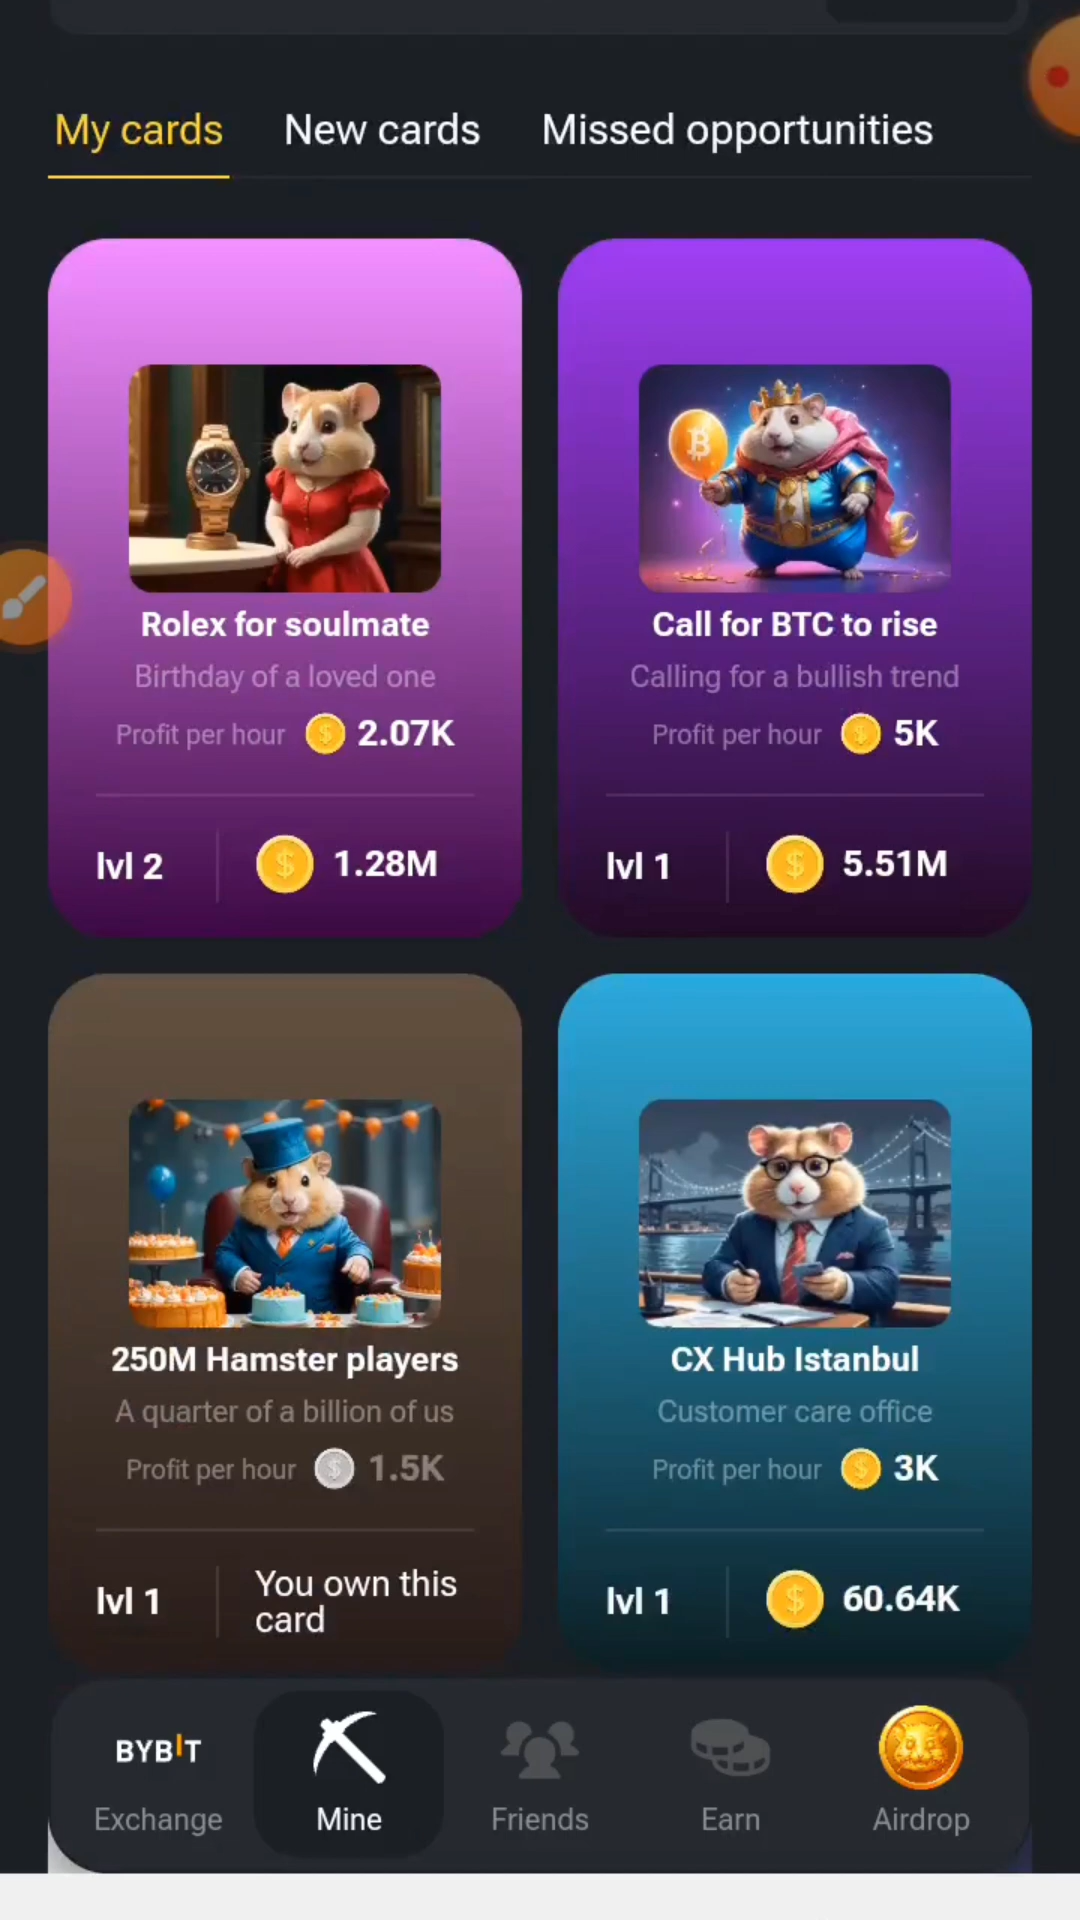 My cards New cards Missed opportunities
Rolex for soulmate
Birthday of a loved one
Profit per hour 2.07K
lvl 2 1.28M
Call for BTC to rise
Calling for a bullish trend
Profit per hour 5K
lvl 1 5.51M
250M Hamster players
A quarter of a billion of us
Profit per hour 1.5K
lvl 1 You own this
card
CX Hub Istanbul
Customer care office
Profit per hour 3K
lvl 1 60.64K
BYBIT
Exchange Mine Friends Earn Airdrop